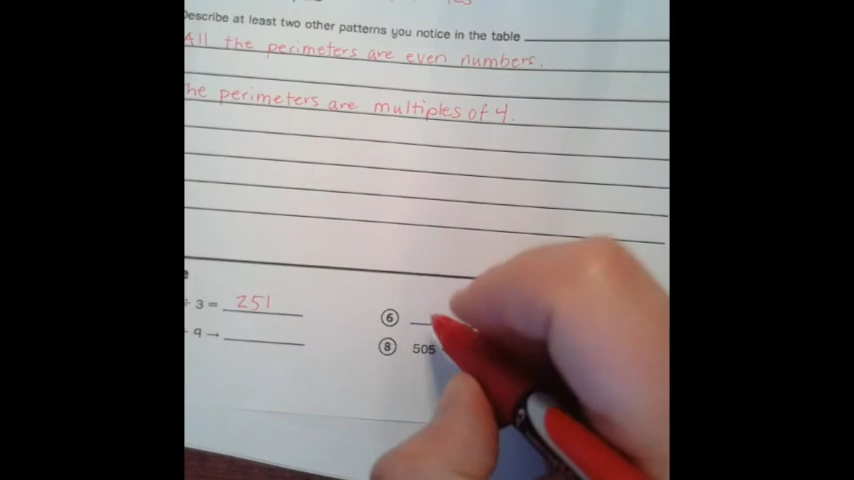 Describe at least two other patterns you notice in the table
All the perimeters are even numbers.
he perimeters are multiples of 4.
÷ 3 = 251
9 →
6
8 505